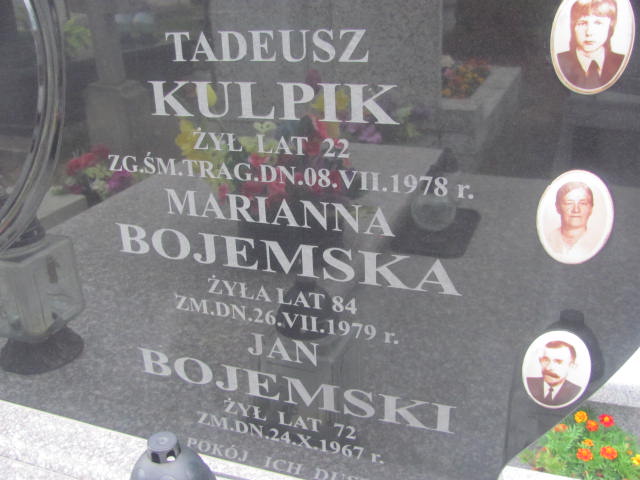 TADEUSZ
KULPIK
ŻYŁ LAT 22
ZG.ŚM.TRAG.DN.08.VII.1978 r.
MARIANNA
BOJEMSKA
ŻYŁA LAT 84
ZM.DN.26.VII.1979 r.
JAN
BOJEMSKI
ŻYŁ LAT 72
ZM.DN.24.X.1967 r.
POKÓJ ICH